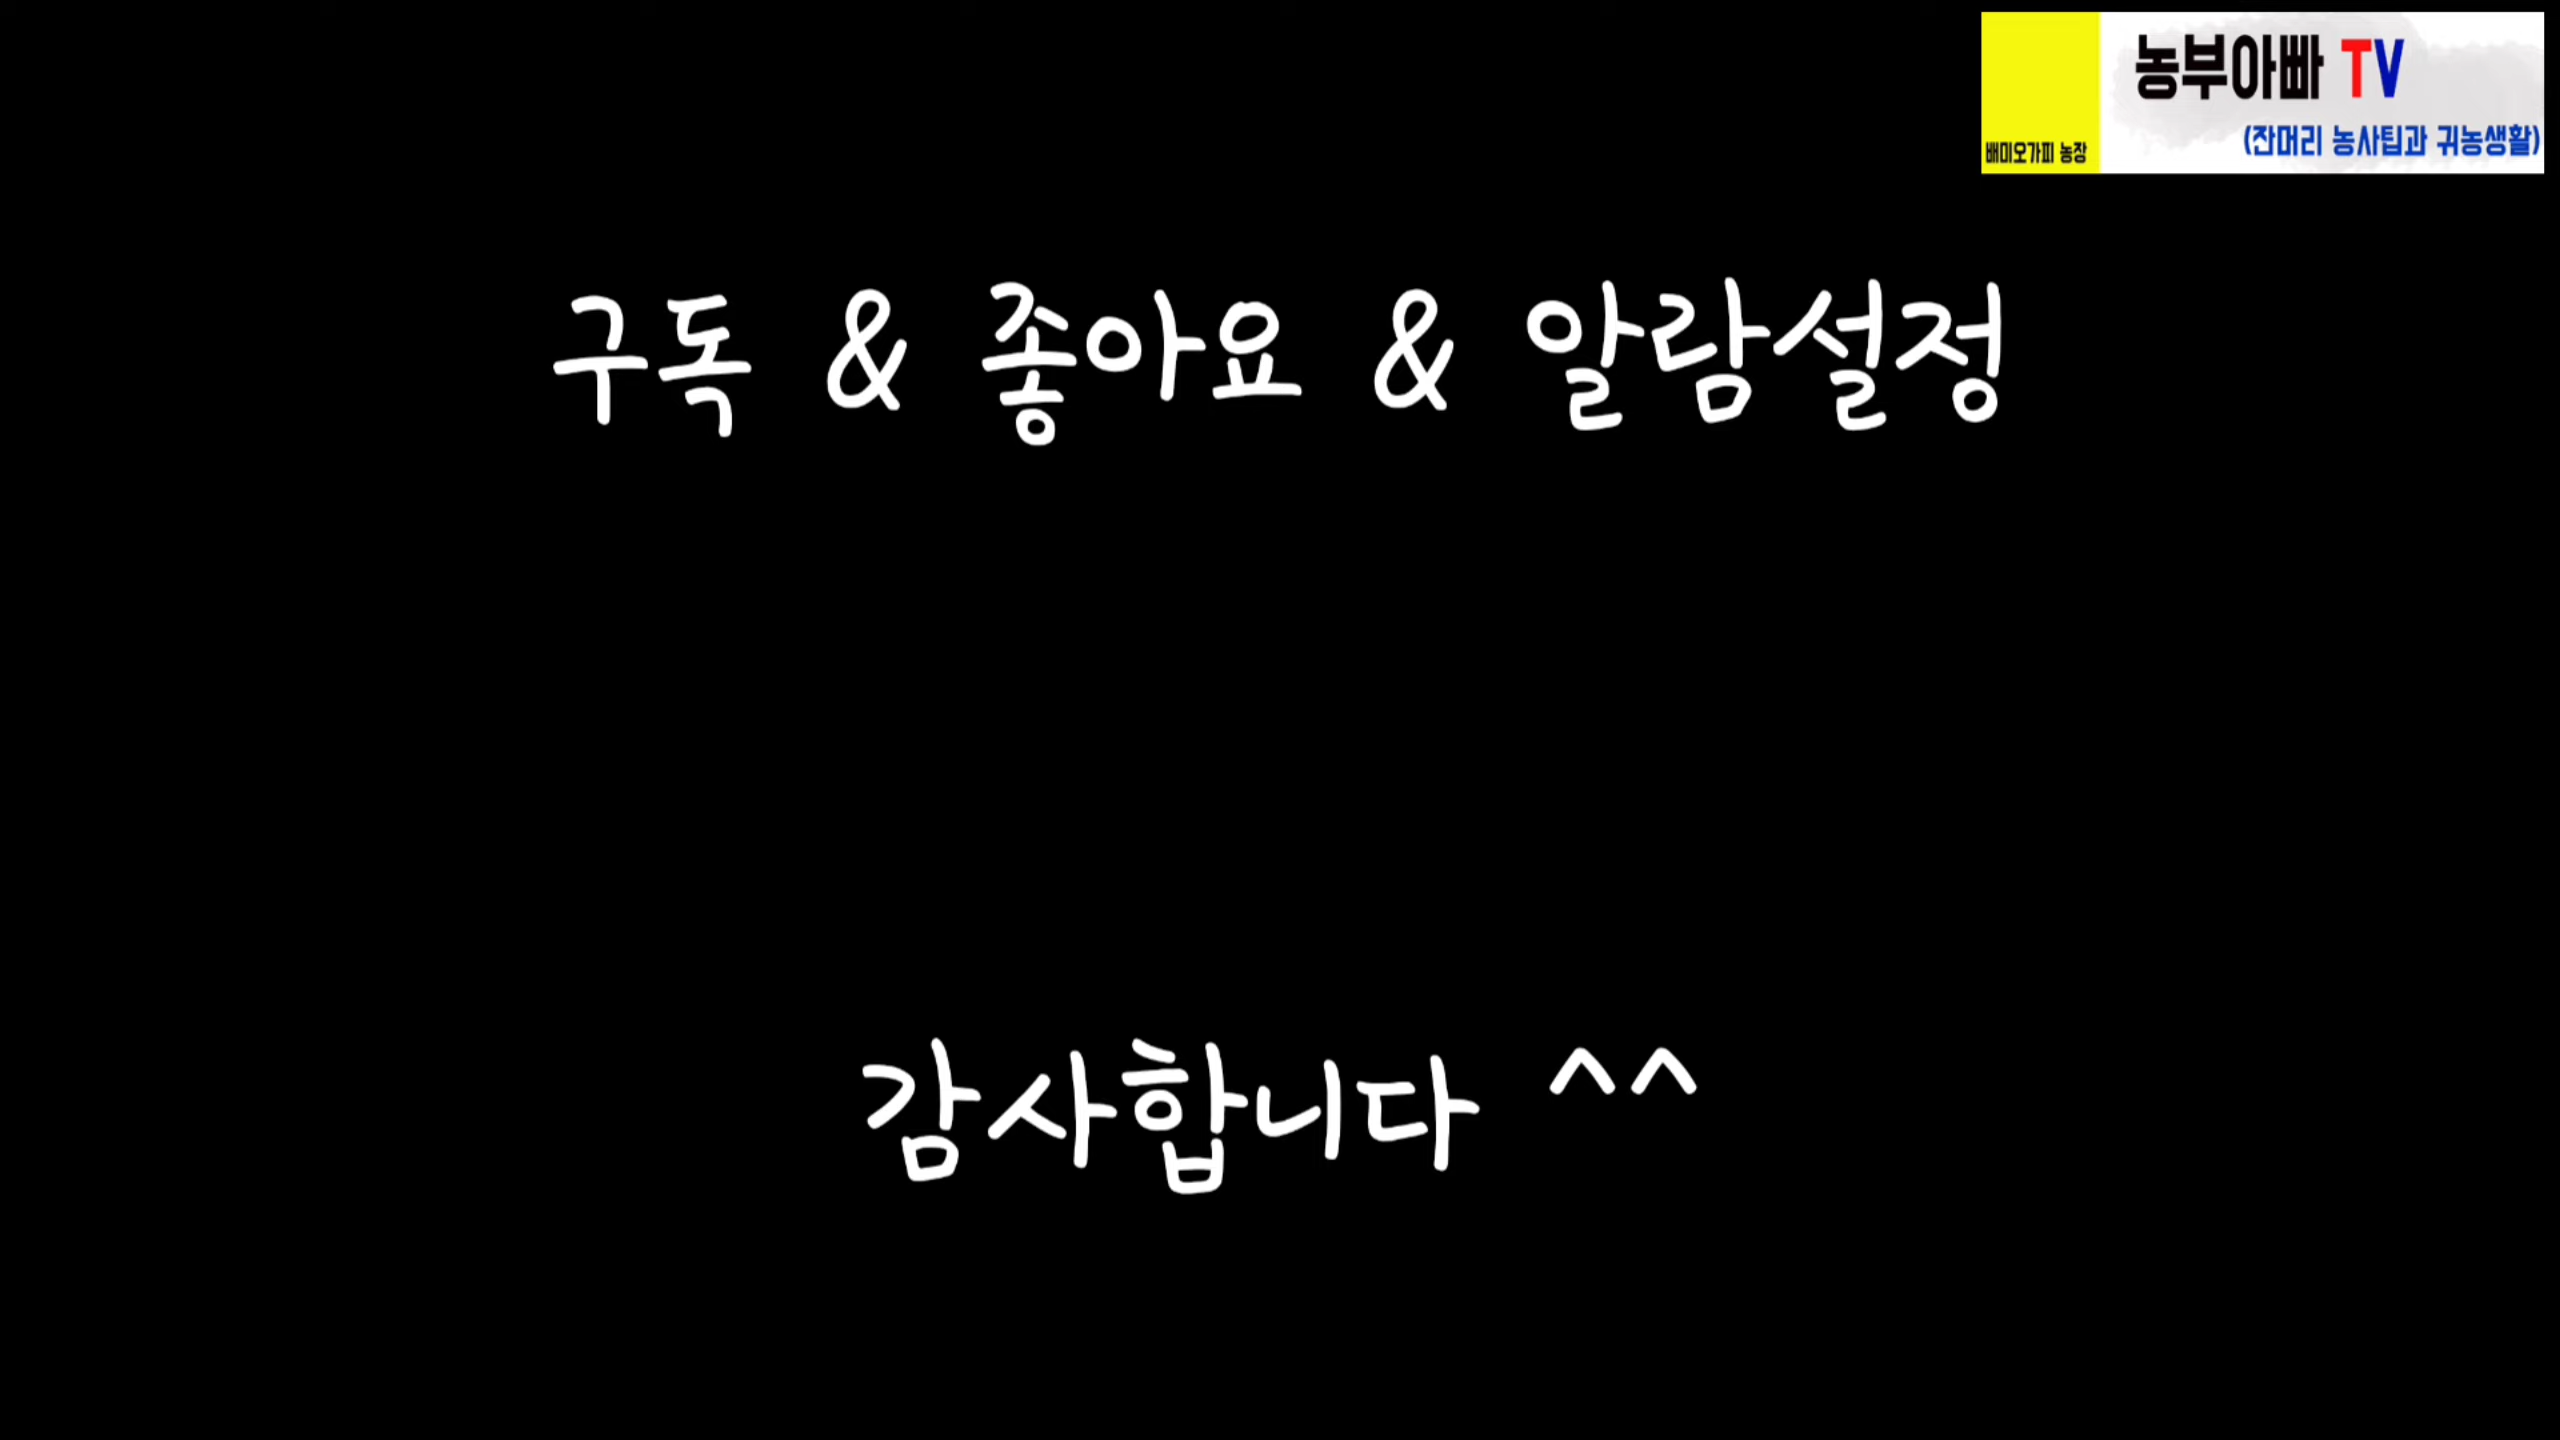 농부아빠 TV
(잔머리 농사팁과 귀농생활)
배미오가피 농장
구독 & 좋아요 & 알람설정
감사합니다 ^^